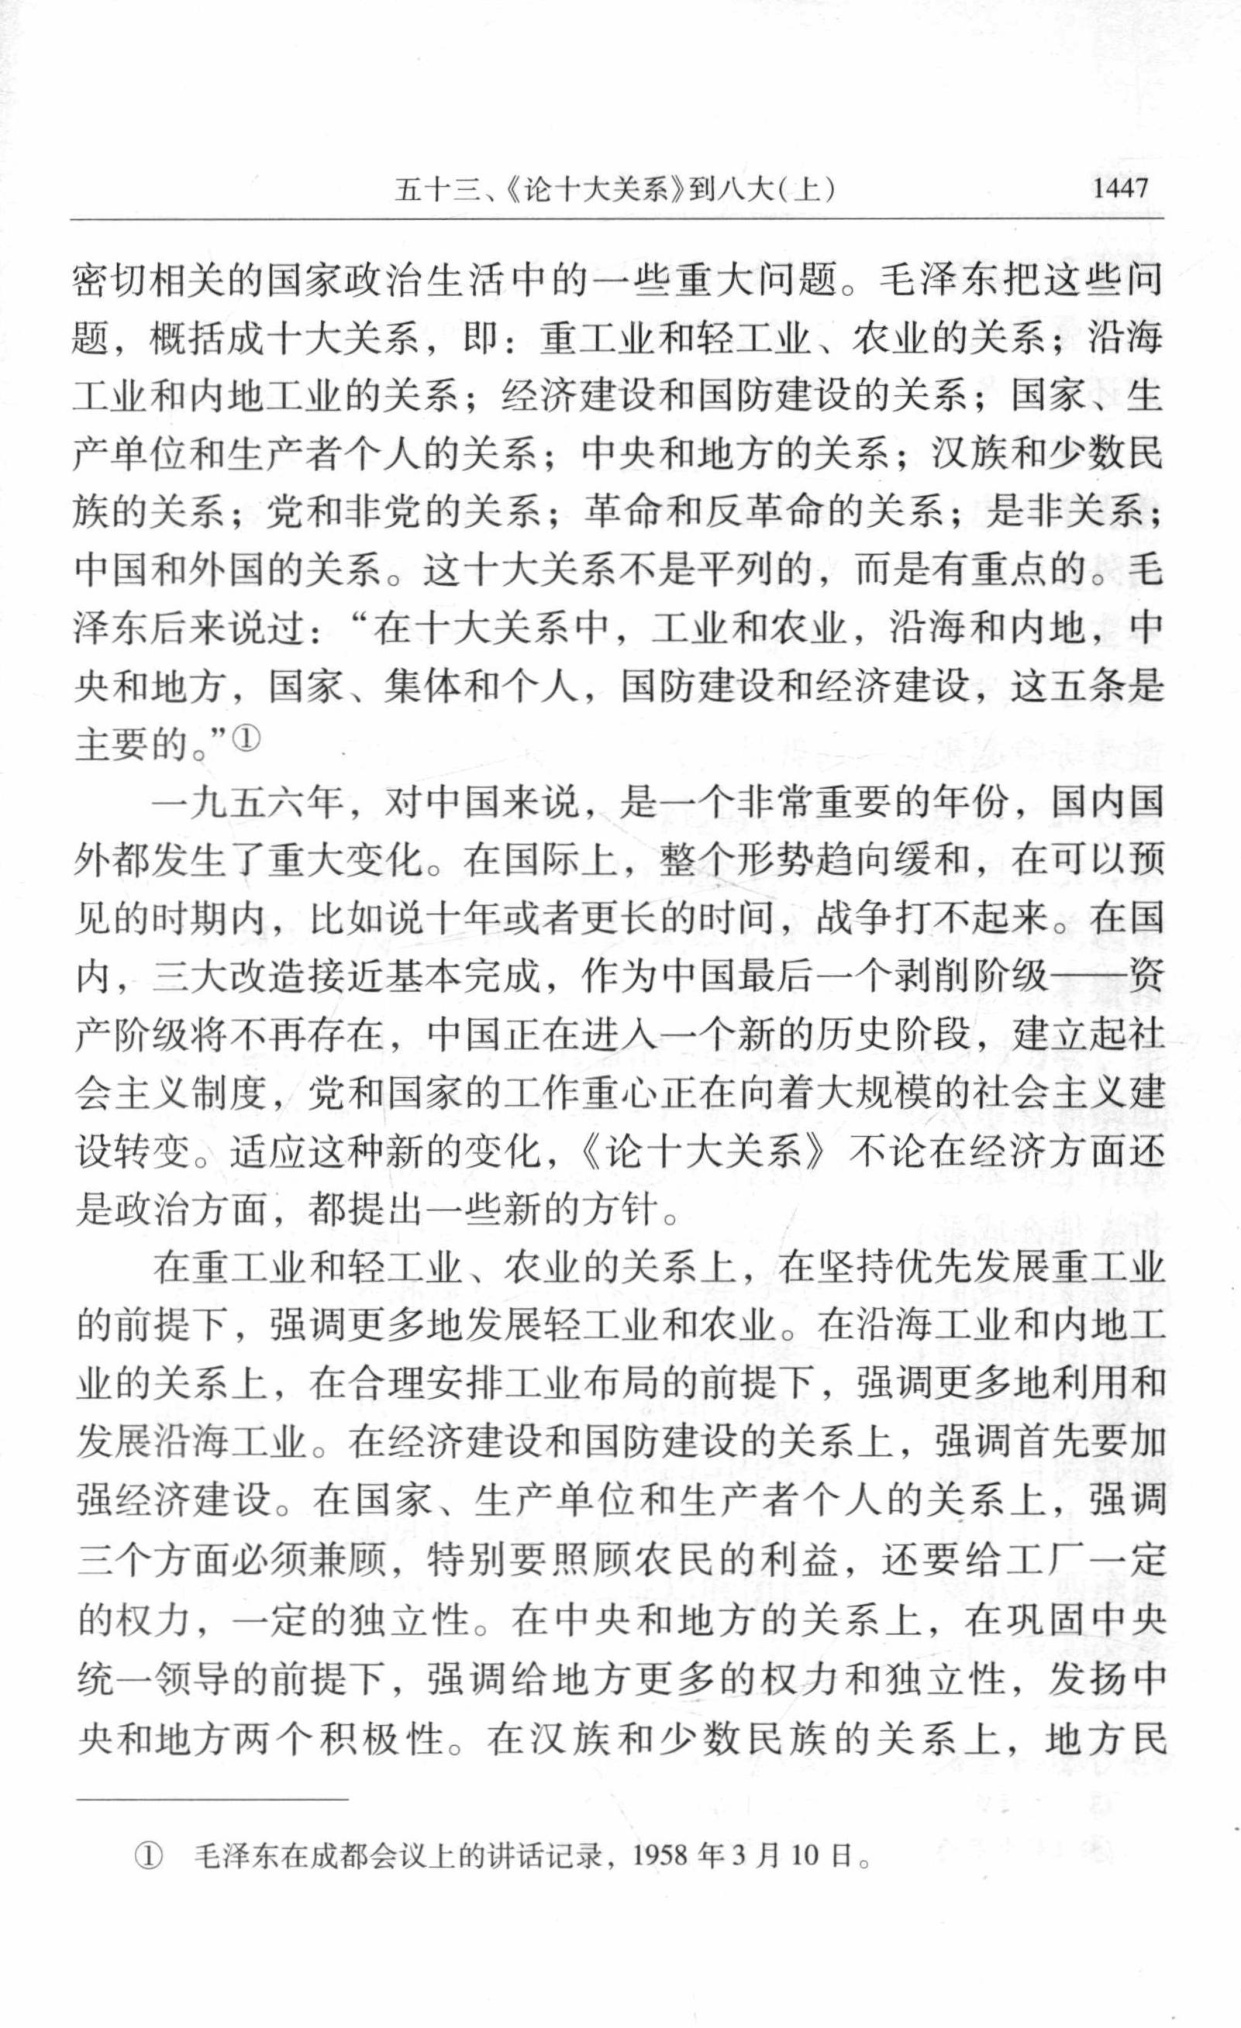 五十三、《论十大关系》到八大(上) 1447
密切相关的国家政治生活中的一些重大问题。毛泽东把这些问
题，概括成十大关系，即：重工业和轻工业、农业的关系；沿海
工业和内地工业的关系；经济建设和国防建设的关系；国家、生
产单位和生产者个人的关系；中央和地方的关系；汉族和少数民
族的关系；党和非党的关系；革命和反革命的关系；是非关系；
中国和外国的关系。这十大关系不是平列的，而是有重点的。毛
泽东后来说过：“在十大关系中，工业和农业，沿海和内地，中
央和地方，国家、集体和个人，国防建设和经济建设，这五条是
主要的。”①
一九五六年，对中国来说，是一个非常重要的年份，国内国
外都发生了重大变化。在国际上，整个形势趋向缓和，在可以预
见的时期内，比如说十年或者更长的时间，战争打不起来。在国
内，三大改造接近基本完成，作为中国最后一个剥削阶级——资
产阶级将不再存在，中国正在进入一个新的历史阶段，建立起社
会主义制度，党和国家的工作重心正在向着大规模的社会主义建
设转变。适应这种新的变化，《论十大关系》不论在经济方面还
是政治方面，都提出一些新的方针。
在重工业和轻工业、农业的关系上，在坚持优先发展重工业
的前提下，强调更多地发展轻工业和农业。在沿海工业和内地工
业的关系上，在合理安排工业布局的前提下，强调更多地利用和
发展沿海工业。在经济建设和国防建设的关系上，强调首先要加
强经济建设。在国家、生产单位和生产者个人的关系上，强调
三个方面必须兼顾，特别要照顾农民的利益，还要给工厂一定
的权力，一定的独立性。在中央和地方的关系上，在巩固中央
统一领导的前提下，强调给地方更多的权力和独立性，发扬中
央和地方两个积极性。在汉族和少数民族的关系上，地方民
① 毛泽东在成都会议上的讲话记录，1958年3月10日。